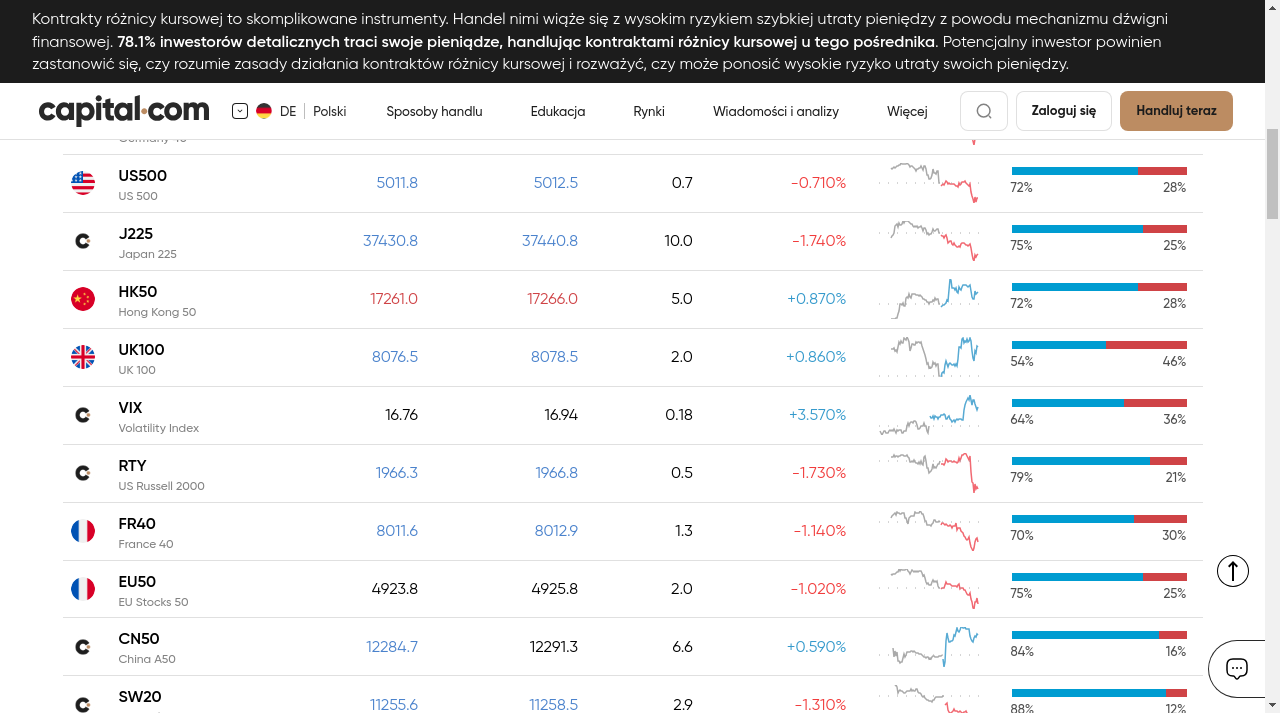 Kontrakty różnicy kursowej to skomplikowane instrumenty. Handel nimi wiąże się z wysokim ryzykiem szybkiej utraty pieniędzy z powodu mechanizmu dźwigni
finansowej. 78.1% inwestorów detalicznych traci swoje pieniądze, handlując kontraktami różnicy kursowej u tego pośrednika. Potencjalny inwestor powinien
zastanowić się, czy rozumie zasady działania kontraktów różnicy kursowej i rozważyć, czy może ponosić wysokie ryzyko utraty swoich pieniędzy.
capital.com DE Polski Sposoby handlu Edukacja Rynki Wiadomości i analizy Więcej Zaloguj się Handluj teraz
Germany 40
US500 5011.8 5012.5 0.7 -0.710%
US 500 72% 28%
J225 37430.8 37440.8 10.0 -1.740%
Japan 225 75% 25%
HK50 17261.0 17266.0 5.0 +0.870%
Hong Kong 50 72% 28%
UK100 8076.5 8078.5 2.0 +0.860%
UK 100 54% 46%
VIX 16.76 16.94 0.18 +3.570%
Volatility Index 64% 36%
RTY 1966.3 1966.8 0.5 -1.730%
US Russell 2000 79% 21%
FR40 8011.6 8012.9 1.3 -1.140%
France 40 70% 30%
EU50 4923.8 4925.8 2.0 -1.020%
EU Stocks 50 75% 25%
CN50 12284.7 12291.3 6.6 +0.590%
China A50 84% 16%
SW20 11255.6 11258.5 2.9 -1.310%
88% 12%